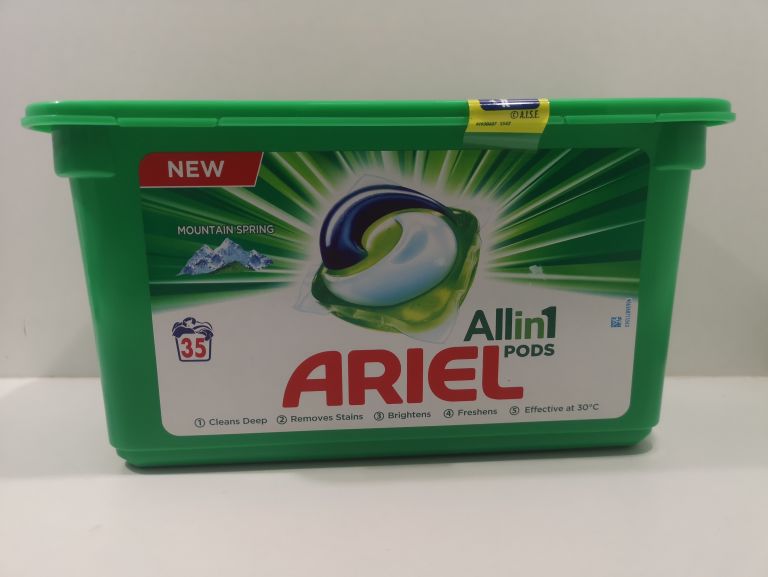 © A.I.S.E.
NEW
MOUNTAIN SPRING
35
Allin1
PODS
ARIEL
1 Cleans Deep 2 Removes Stains 3 Brightens 4 Freshens 5 Effective at 30°C